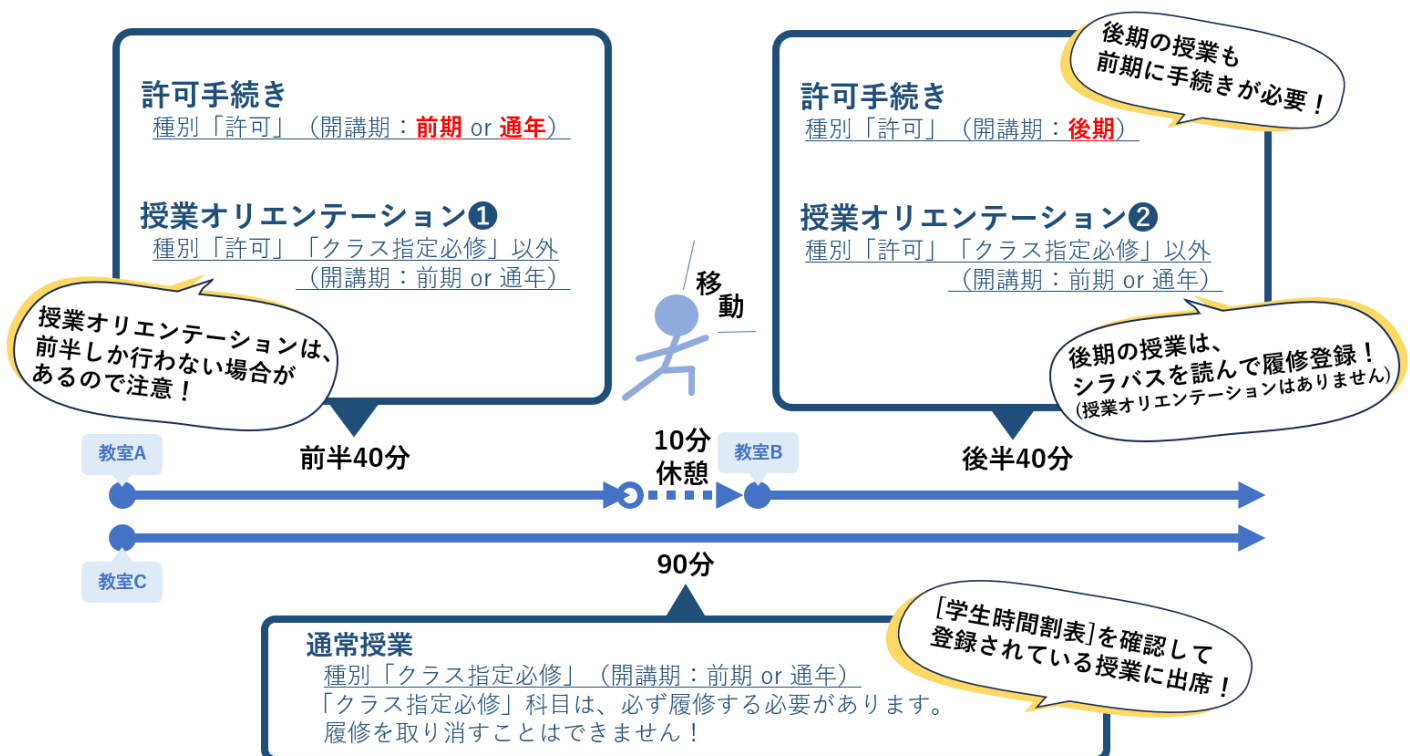 許可手続き
種別「許可」（開講期：前期 or 通年）
授業オリエンテーション❶
種別「許可」「クラス指定必修」以外
（開講期：前期 or 通年）
授業オリエンテーションは、
前半しか行わない場合が
あるので注意！
移動
許可手続き
種別「許可」（開講期：後期）
後期の授業も
前期に手続きが必要！
授業オリエンテーション❷
種別「許可」「クラス指定必修」以外
（開講期：前期 or 通年）
後期の授業は、
シラバスを読んで履修登録！
(授業オリエンテーションはありません)
教室A
前半40分
10分
休憩
教室B
後半40分
教室C
90分
通常授業
種別「クラス指定必修」（開講期：前期 or 通年）
「クラス指定必修」科目は、必ず履修する必要があります。
履修を取り消すことはできません！
[学生時間割表]を確認して
登録されている授業に出席！